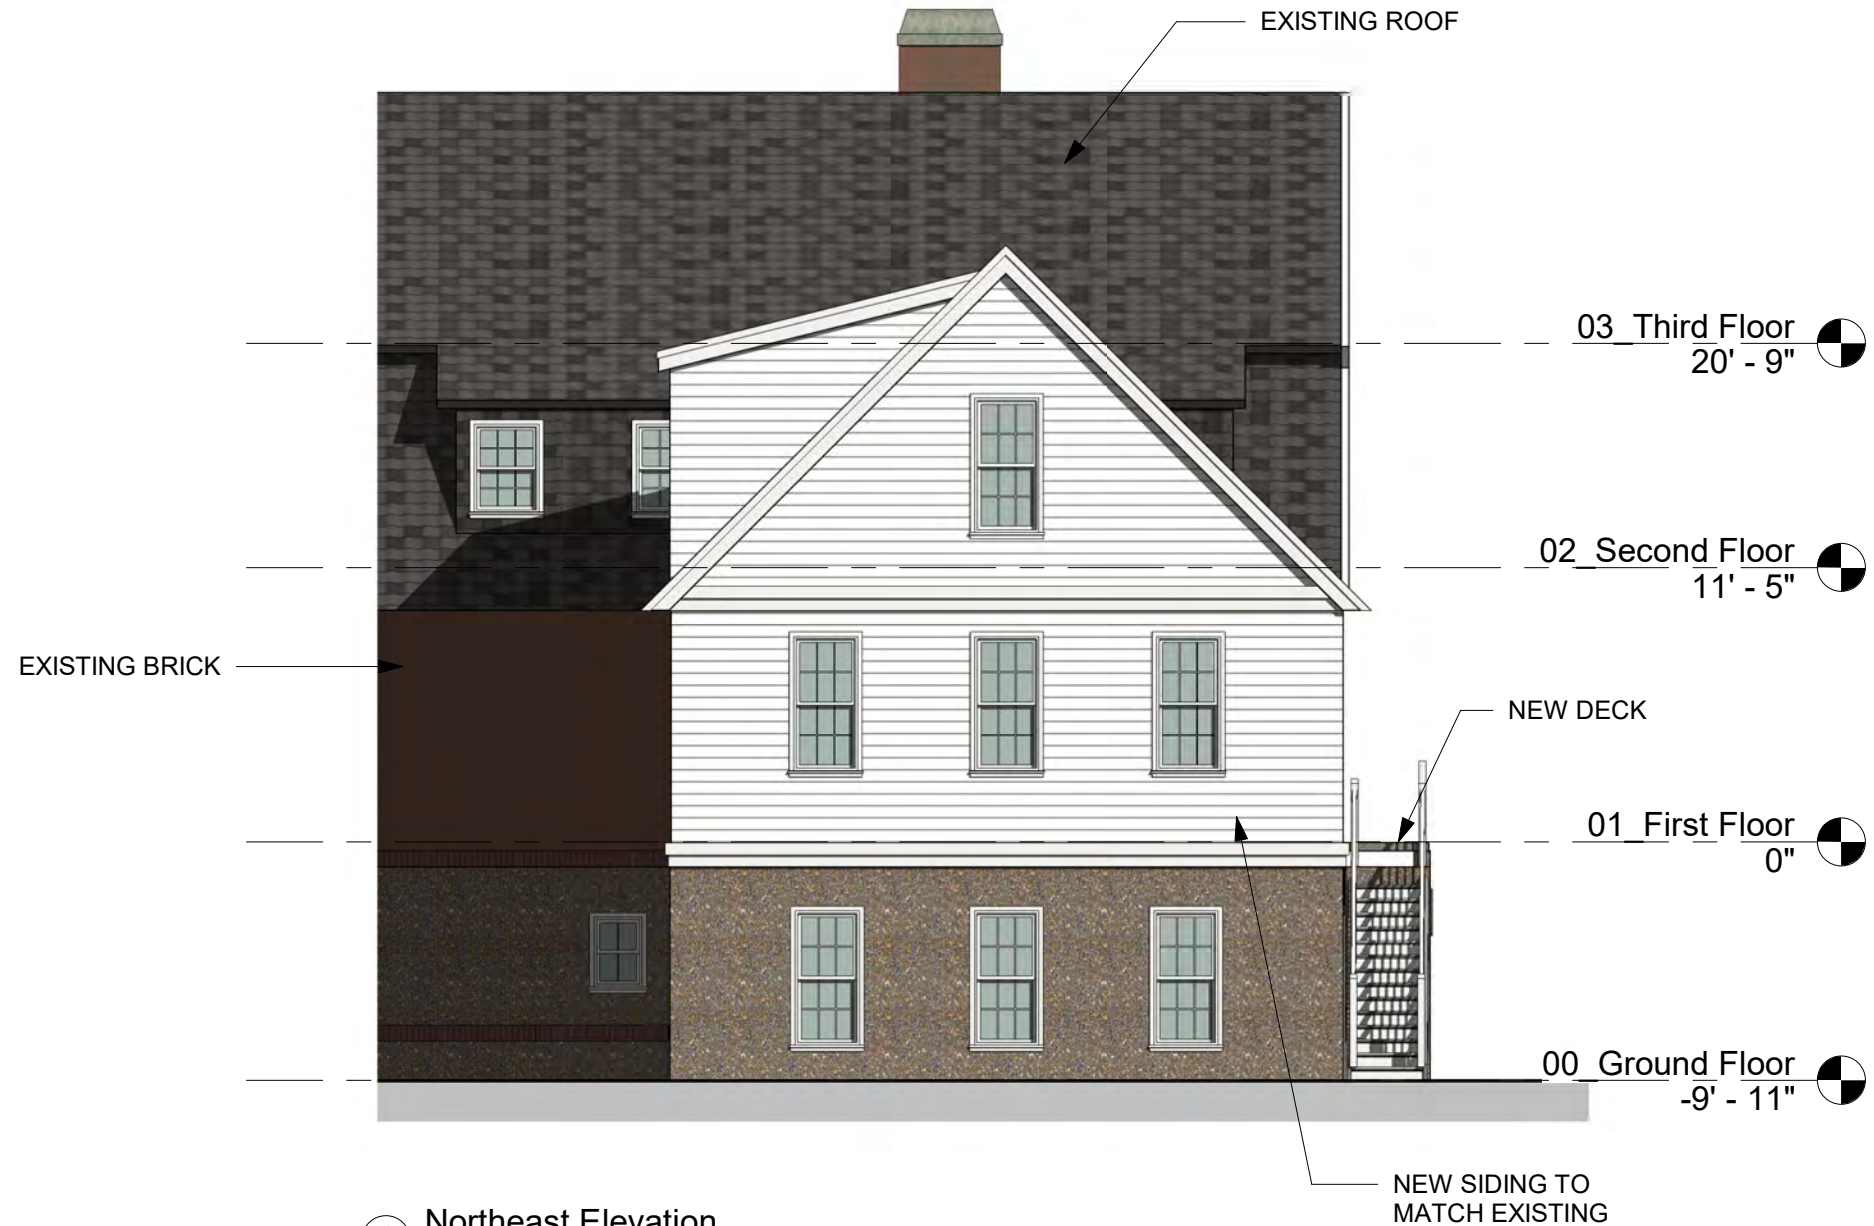 EXISTING ROOF
03_Third Floor
20' - 9"
02_Second Floor
11' - 5"
EXISTING BRICK
NEW DECK
01_First Floor
0"
00_Ground Floor
-9' - 11"
NEW SIDING TO
MATCH EXISTING
Northeast Elevation